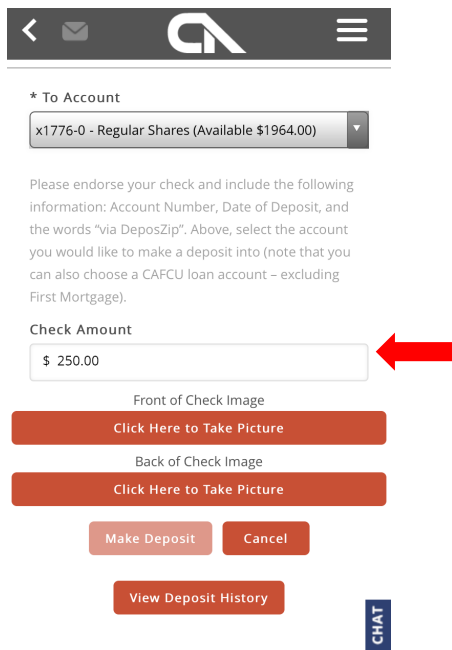 * To Account
x1776-0 - Regular Shares (Available $1964.00)
Please endorse your check and include the following
information: Account Number, Date of Deposit, and
the words “via DeposZip”. Above, select the account
you would like to make a deposit into (note that you
can also choose a CAFCU loan account – excluding
First Mortgage).
Check Amount
$ 250.00
Front of Check Image
Click Here to Take Picture
Back of Check Image
Click Here to Take Picture
Make Deposit Cancel
View Deposit History
CHAT